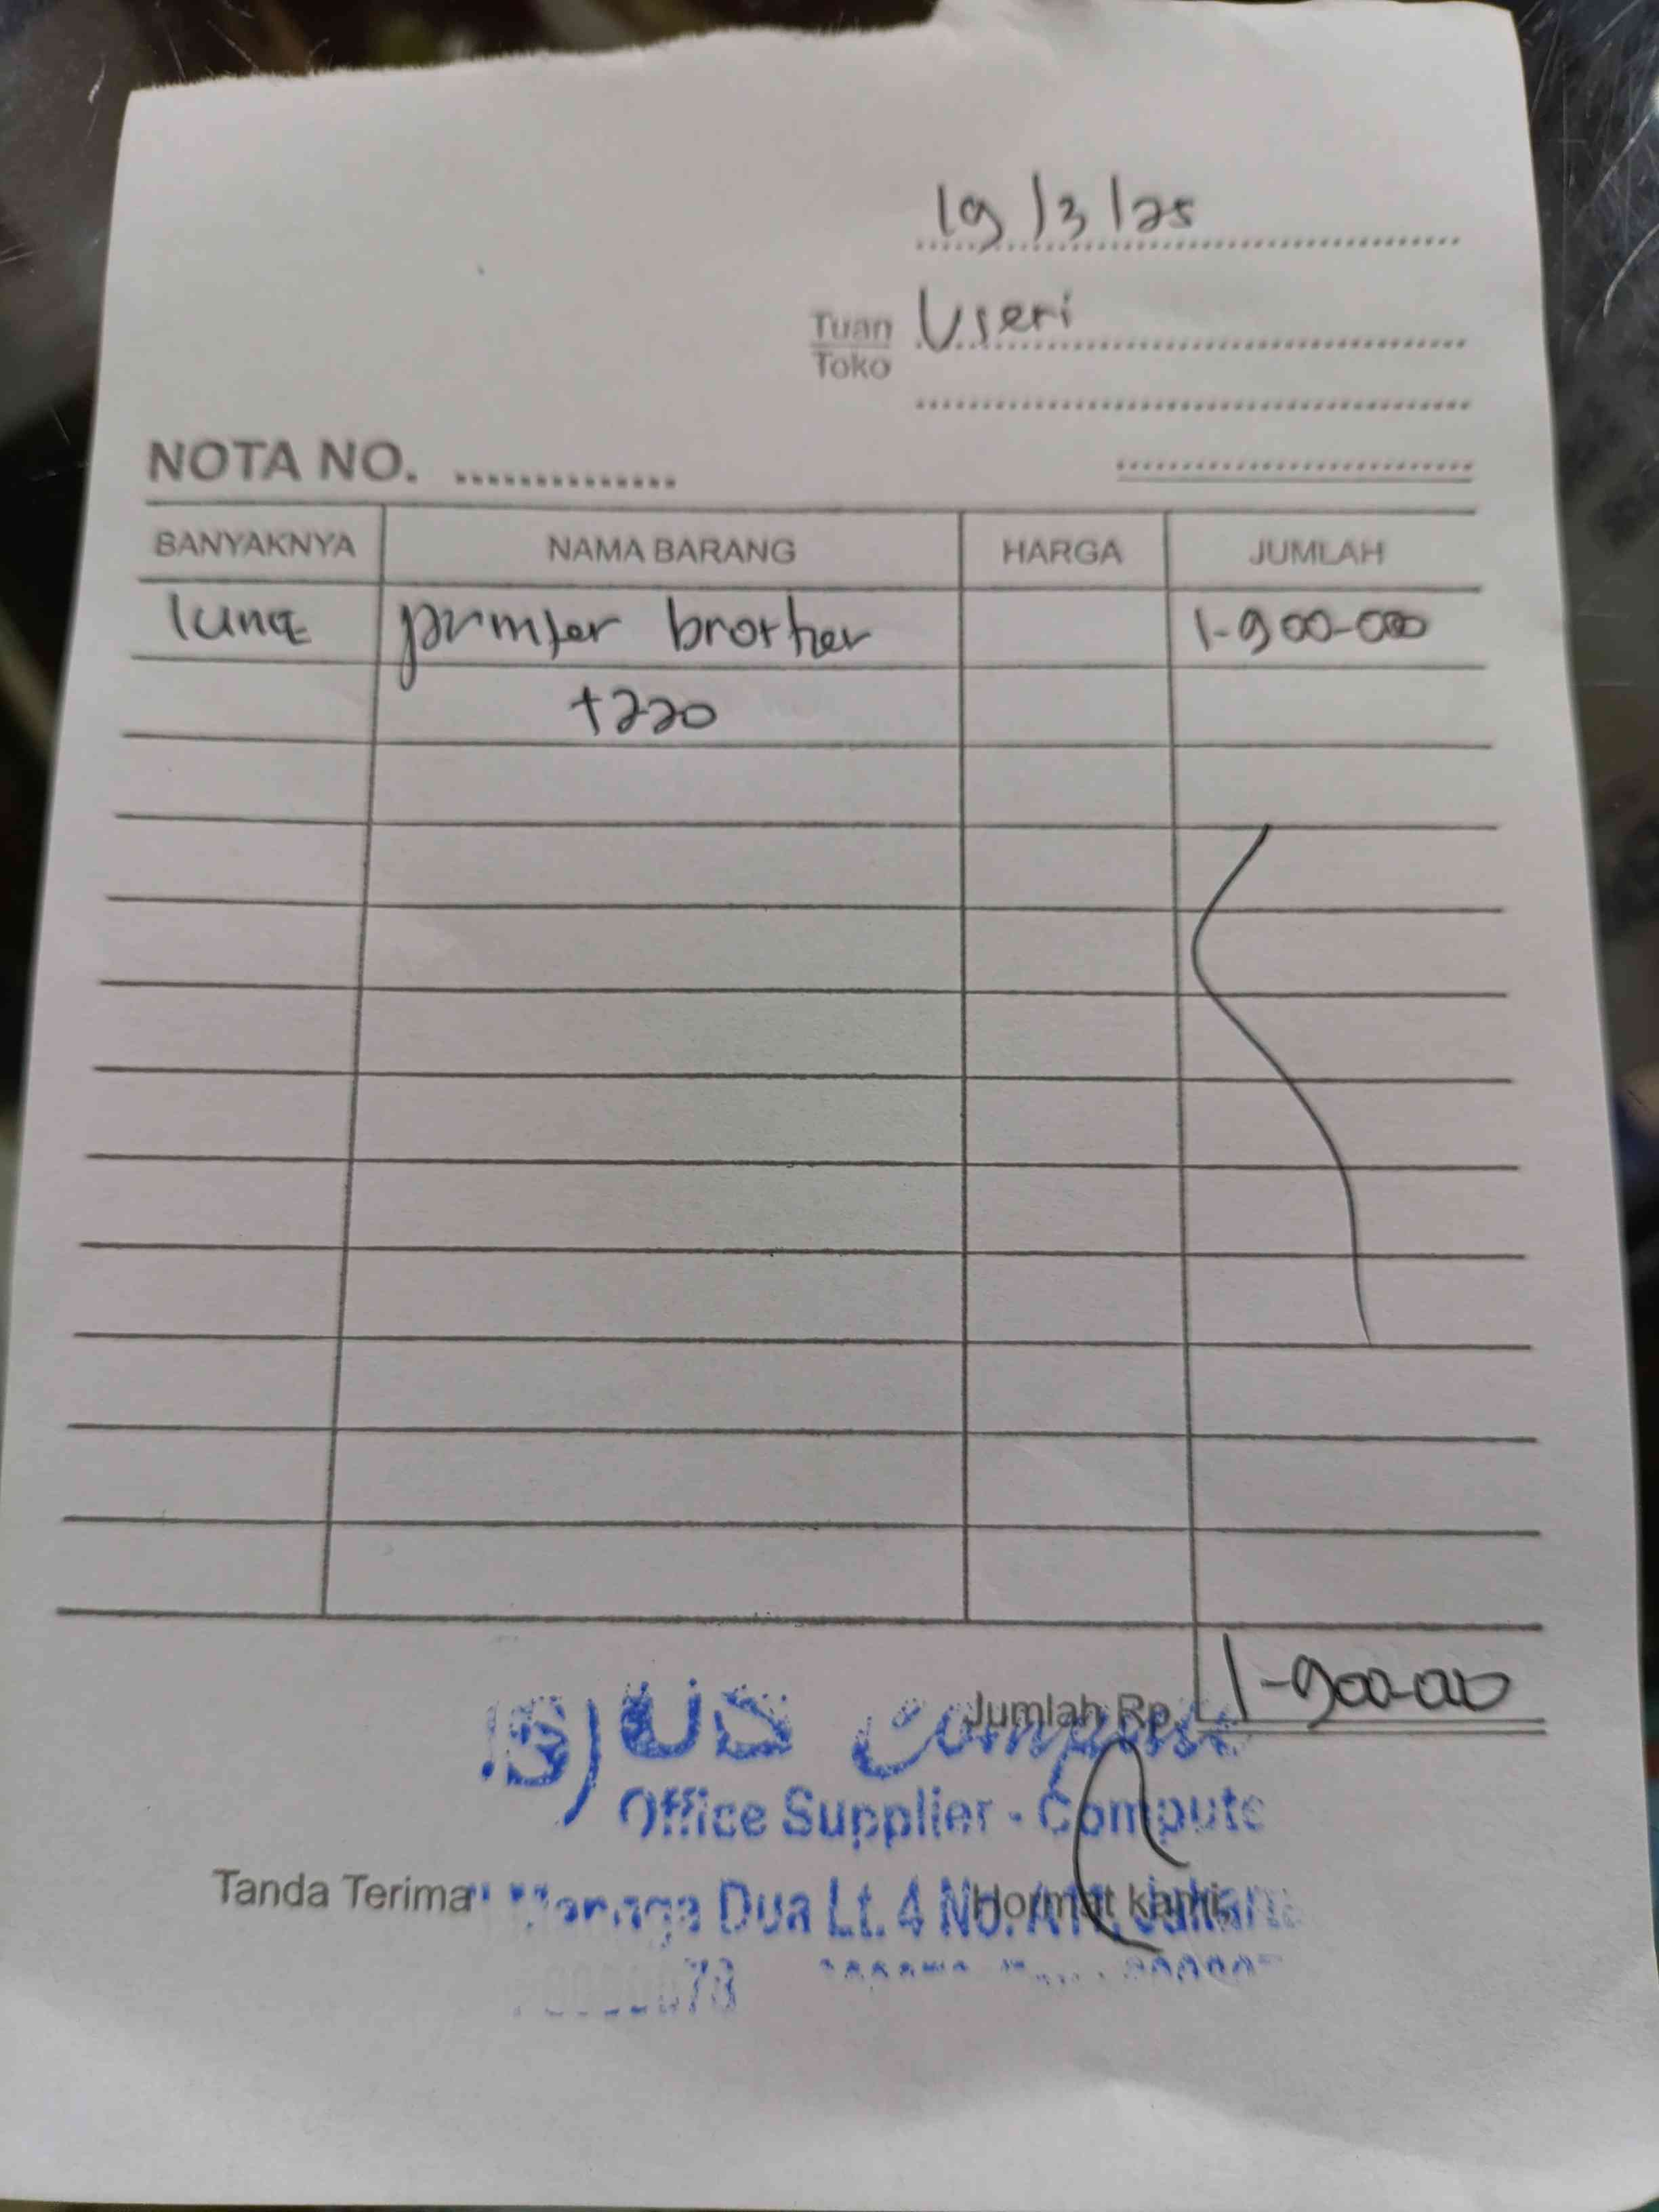 19/3/25
Tuan Useri
Toko
NOTA NO. ..............
BANYAKNYA NAMA BARANG HARGA JUMLAH
1 printer brother 1-900-000
t220
Jumlah Rp. 1-900-000
Office Supplier - Compute
Tanda Terima Hormat kami,
Dua Lt. 4 No.